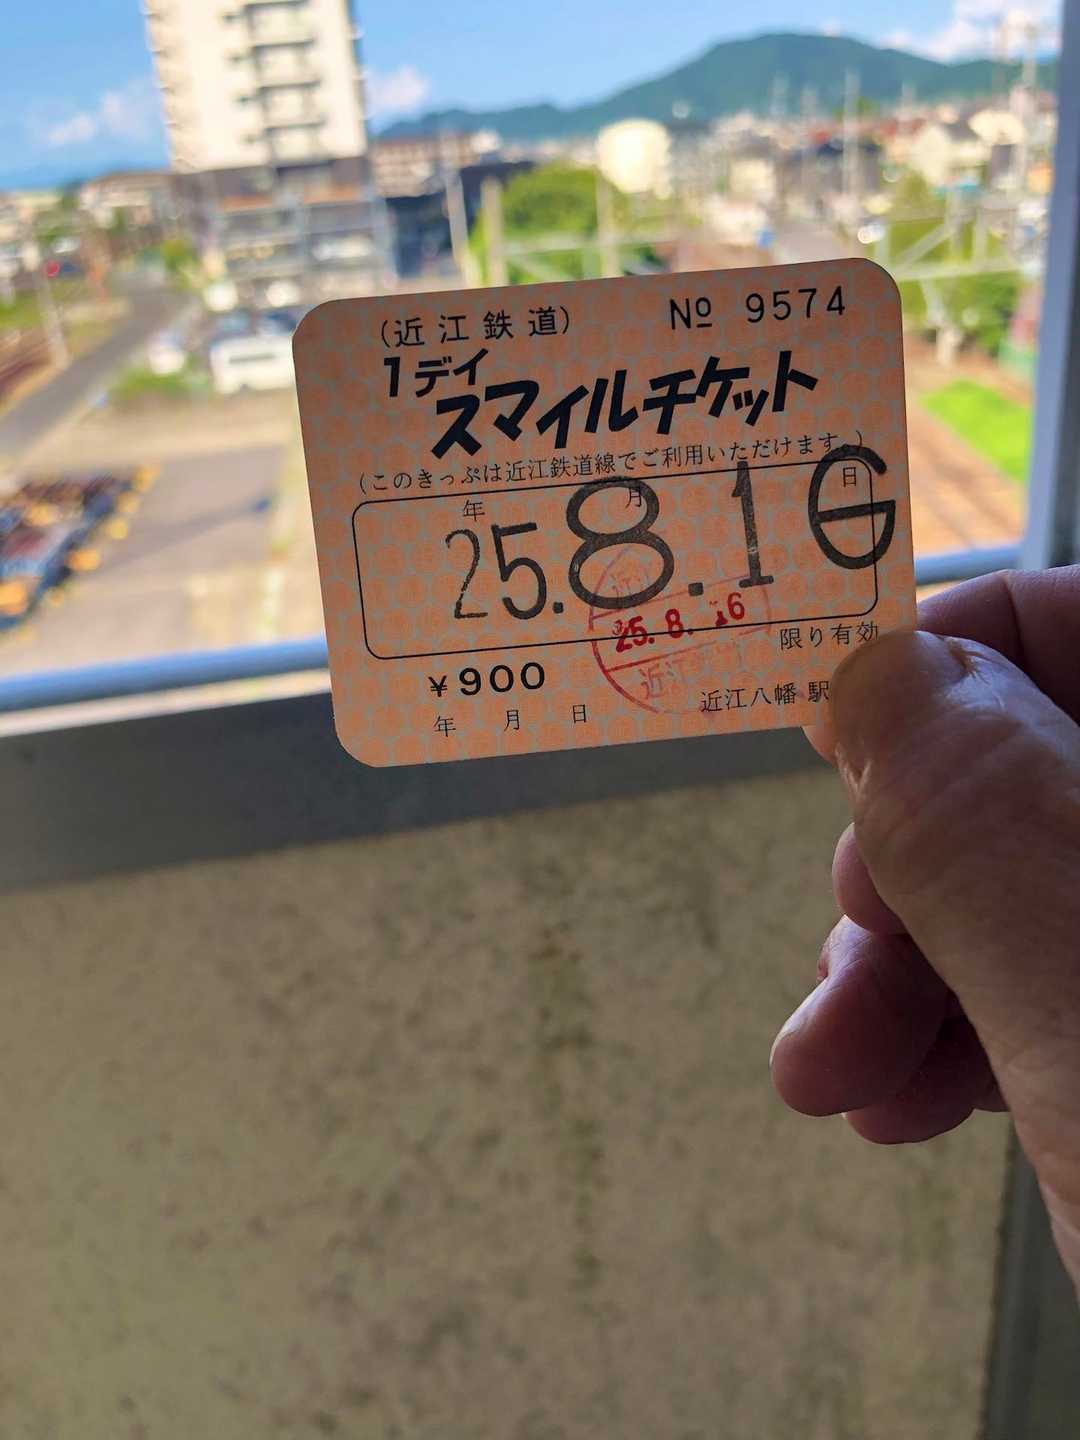 (近江鉄道) № 9574
1デイ
スマイルチケット
(このきっぷは近江鉄道線でご利用いただけます。)
年 月 日
25.8.16
25.8.16
限り有効
¥900
近江八幡 駅
年 月 日